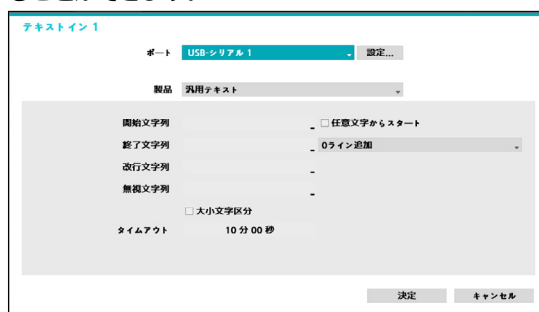 テキストイン 1
ポート USB-シリアル 1 設定...
製品 汎用テキスト
開始文字列 _ 任意文字からスタート
終了文字列 _ 0ライン追加
改行文字列 _
無視文字列 _
大小文字区分
タイムアウト 10 分 00 秒
決定 キャンセル